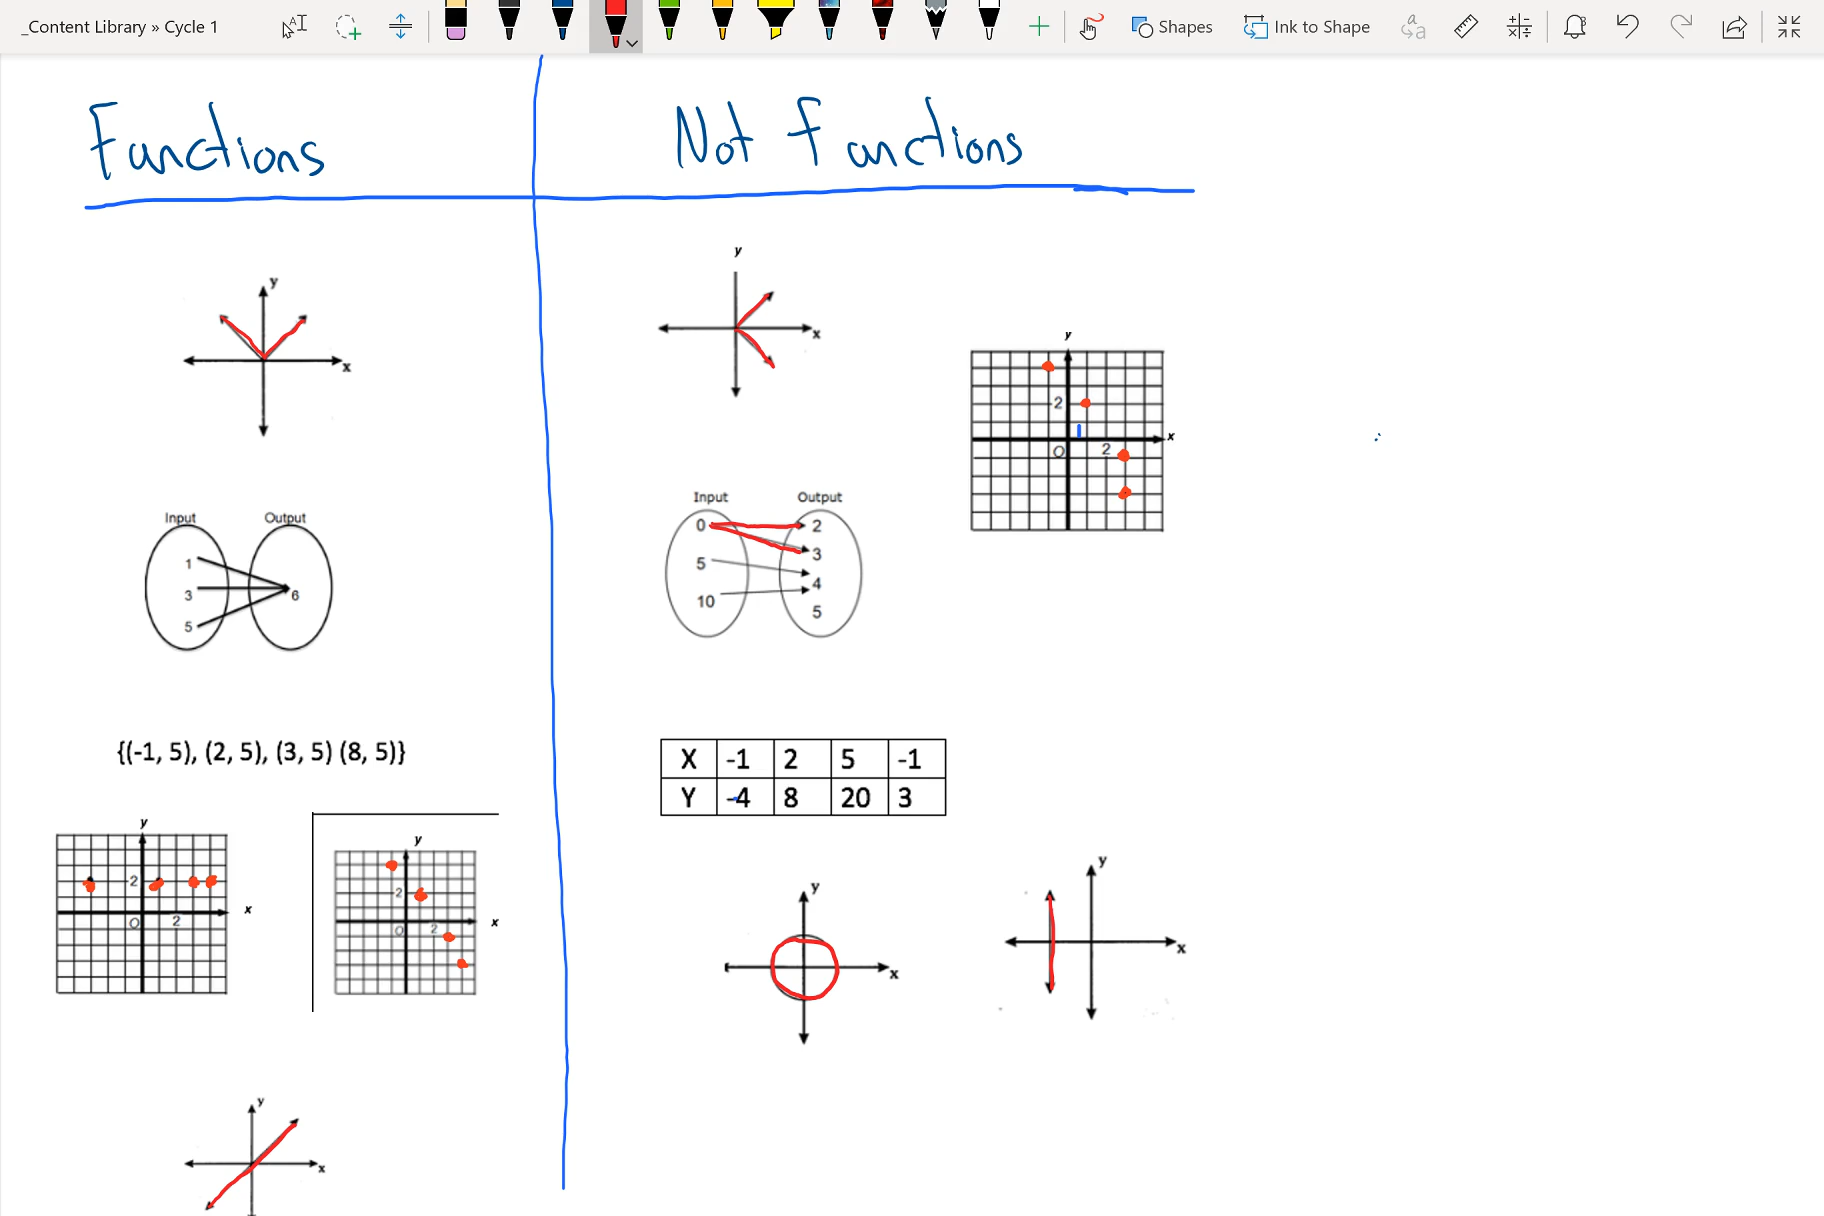 _Content Library » Cycle 1
Shapes
Ink to Shape
Functions
Not functions
y
x
Input Output
1
3
5
6
{(-1, 5), (2, 5), (3, 5) (8, 5)}
y
2
O 2
x
y
2
O 2
x
y
x
y
x
y
2
O 2
x
Input Output
0 2
3
5
4
10
5
X -1 2 5 -1
Y -4 8 20 3
y
x
y
x